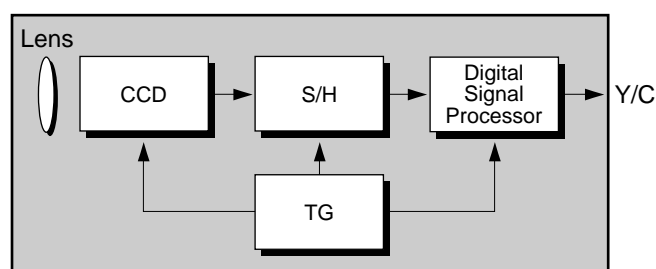 Lens
CCD
S/H
Digital
Signal
Processor
Y/C
TG